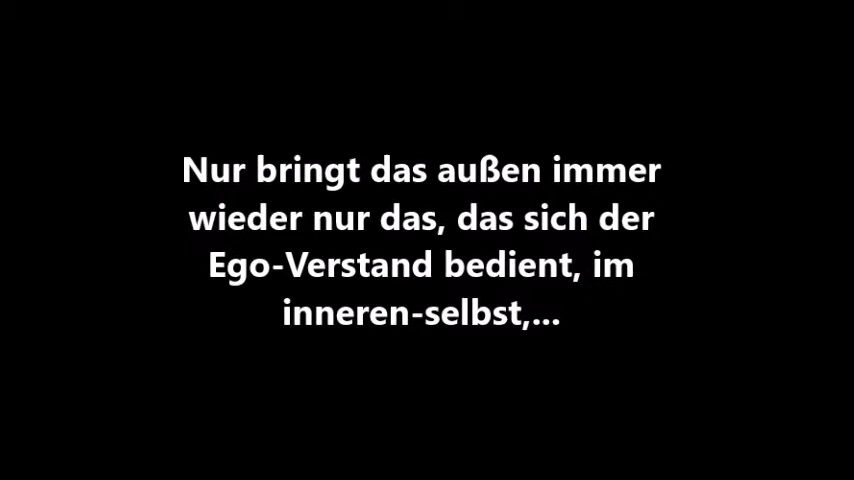 Nur bringt das außen immer
wieder nur das, das sich der
Ego-Verstand bedient, im
inneren-selbst,...